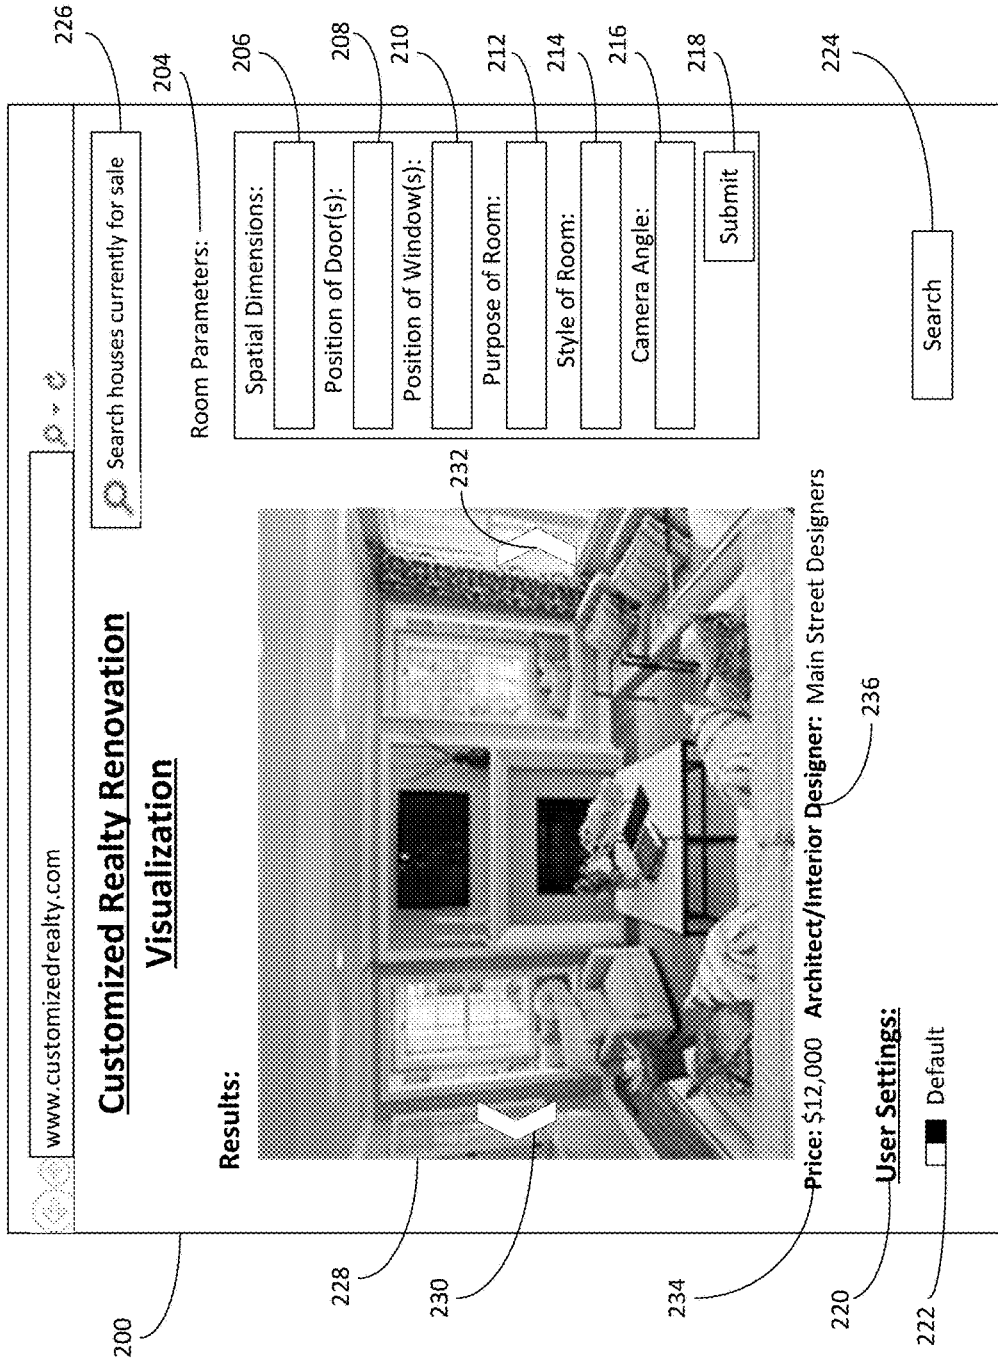 www.customizedrealty.com
Customized Realty Renovation
Visualization
Search houses currently for sale
226
Room Parameters:
204
Results:
Spatial Dimensions:
206
Position of Door(s):
208
Position of Window(s):
210
Purpose of Room:
212
Style of Room:
214
Camera Angle:
216
Submit
218
200
228
230
232
Price: $12,000 Architect/Interior Designer: Main Street Designers
234
236
User Settings:
220
Default
222
Search
224